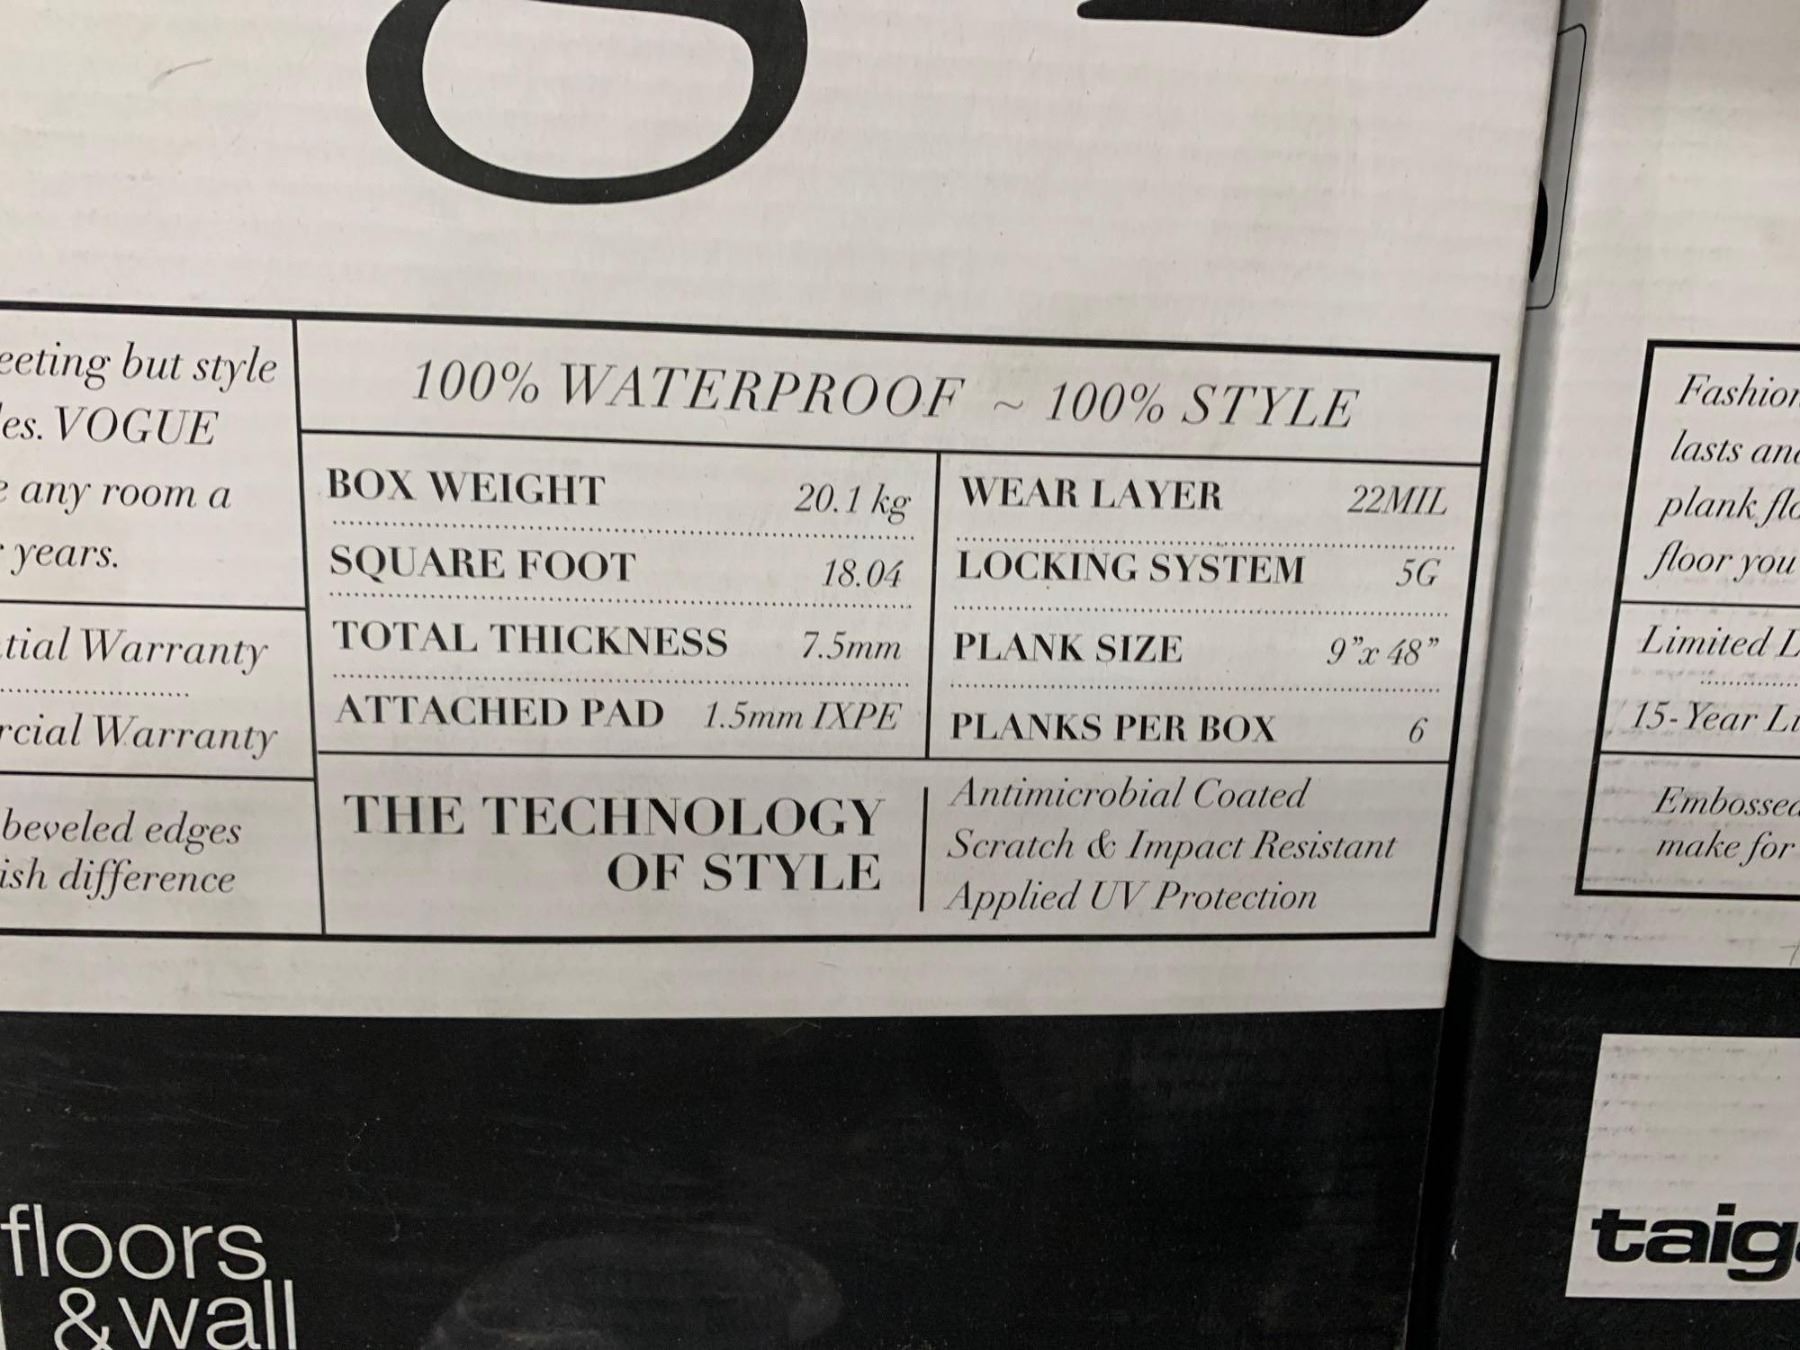 eeting but style
es. VOGUE
any room a
years.
tial Warranty
rcial Warranty
beveled edges
ish difference
100% WATERPROOF ~ 100% STYLE
BOX WEIGHT 20.1 kg
SQUARE FOOT 18.04
TOTAL THICKNESS 7.5mm
ATTACHED PAD 1.5mm IXPE
WEAR LAYER 22MIL
LOCKING SYSTEM 5G
PLANK SIZE 9”x 48”
PLANKS PER BOX 6
THE TECHNOLOGY
OF STYLE
Antimicrobial Coated
Scratch & Impact Resistant
Applied UV Protection
floors
&wall
Fashion
lasts and
plank flo
floor you
Limited L
15-Year Li
Embossed
make for
taiga